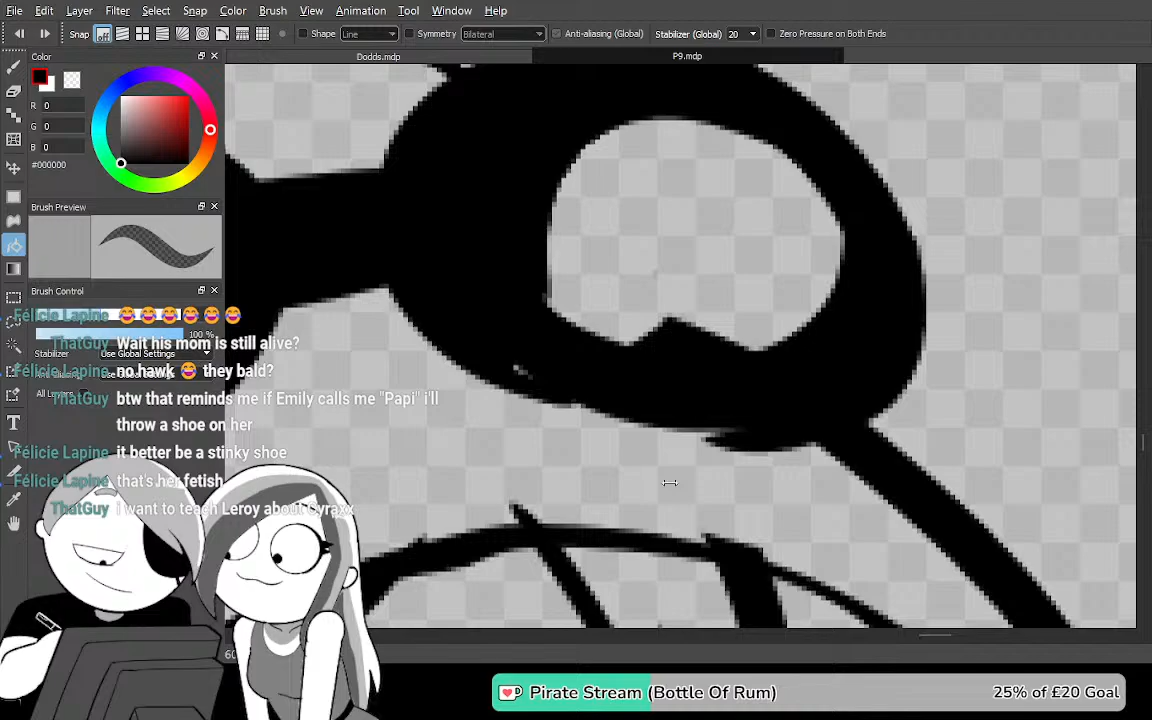 File Edit Layer Filter Select Snap Color Brush View Animation Tool Window Help
Snap off Shape Line Symmetry Bilateral Anti-aliasing (Global) Stabilizer (Global) 20 Zero Pressure on Both Ends
Color
Dodds.mdp P9.mdp
R 0
G 0
B 0
#000000
Brush Preview
Brush Control
Félicie Lapine 😂 😂 😂 😂 😂 😂
100 %
ThatGuy Wait his mom is still alive?
Stabilizer Use Global Settings
Félicie Lapine no hawk 😂 they bald?
ThatGuy btw that reminds me if Emily calls me "Papi" i'll
throw a shoe on her
Félicie Lapine it better be a stinky shoe
Félicie Lapine that's her fetish
ThatGuy i want to teach Leroy about Cyraxx
Pirate Stream (Bottle Of Rum) 25% of £20 Goal